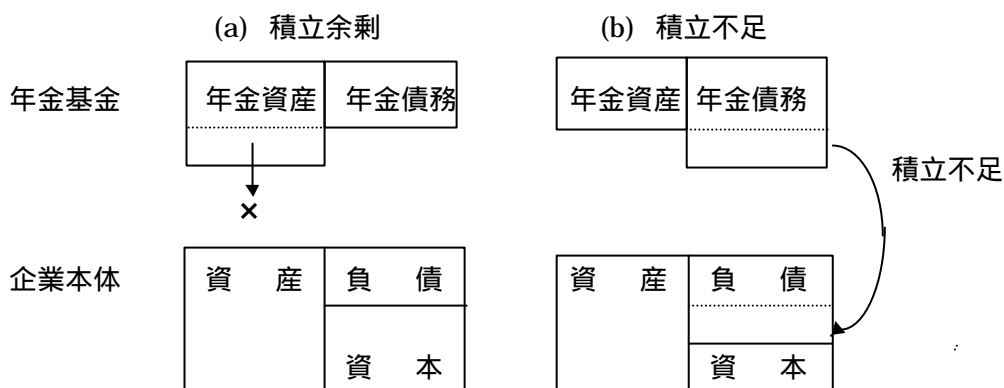 (a) 積立余剰 (b) 積立不足
年金基金 年金資産 年金債務 年金資産 年金債務
積立不足
×
企業本体 資 産 負 債 資 産 負 債
資 本 資 本